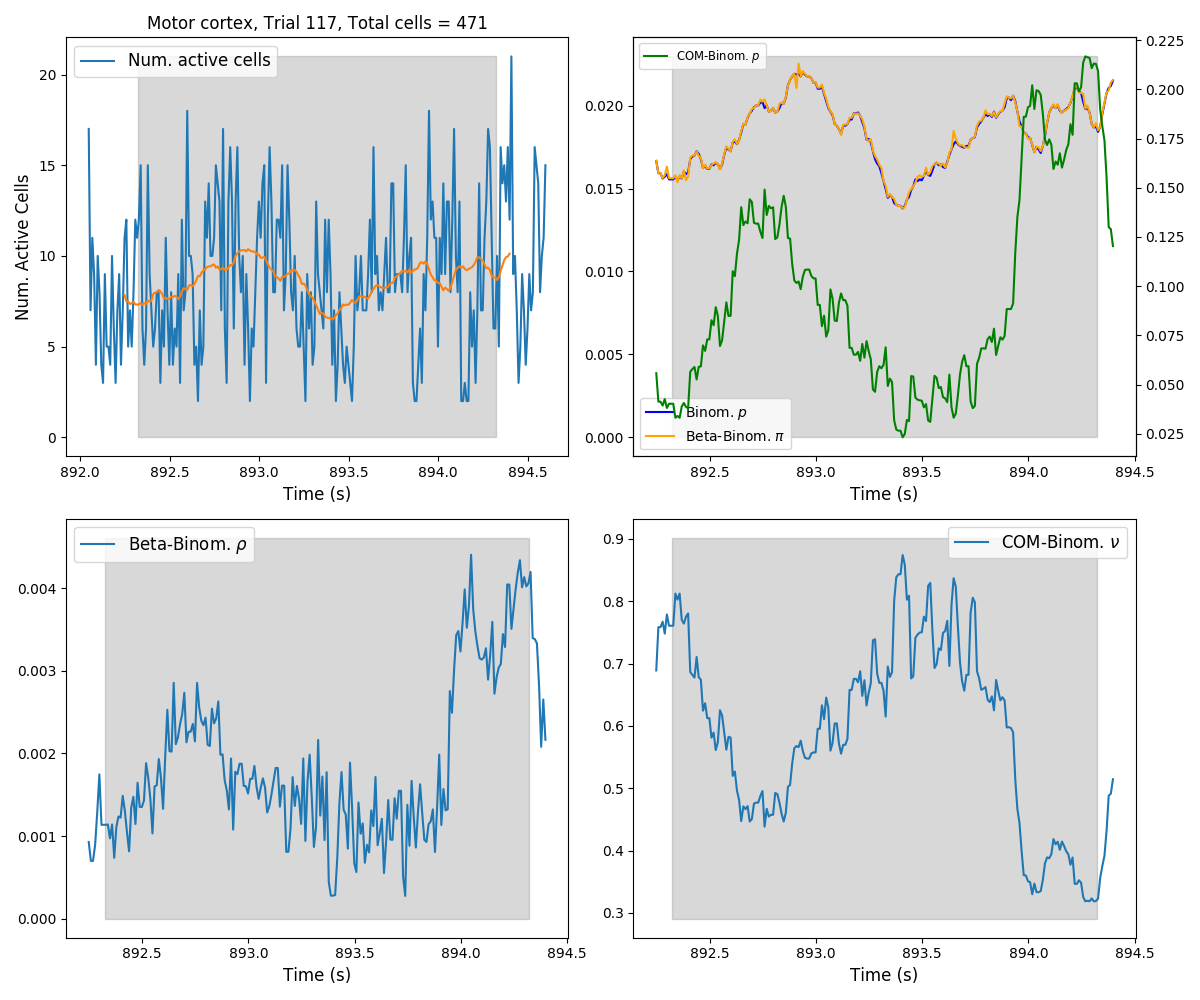 Motor cortex, Trial 117, Total cells = 471
Num. active cells
Num. Active Cells
20
15
10
5
0
892.0 892.5 893.0 893.5 894.0 894.5
Time (s)
COM-Binom. p
Binom. p
Beta-Binom. π
0.020
0.015
0.010
0.005
0.000
0.225
0.200
0.175
0.150
0.125
0.100
0.075
0.050
0.025
892.5 893.0 893.5 894.0 894.5
Time (s)
Beta-Binom. ρ
0.004
0.003
0.002
0.001
0.000
892.5 893.0 893.5 894.0 894.5
Time (s)
COM-Binom. ν
0.9
0.8
0.7
0.6
0.5
0.4
0.3
892.5 893.0 893.5 894.0 894.5
Time (s)